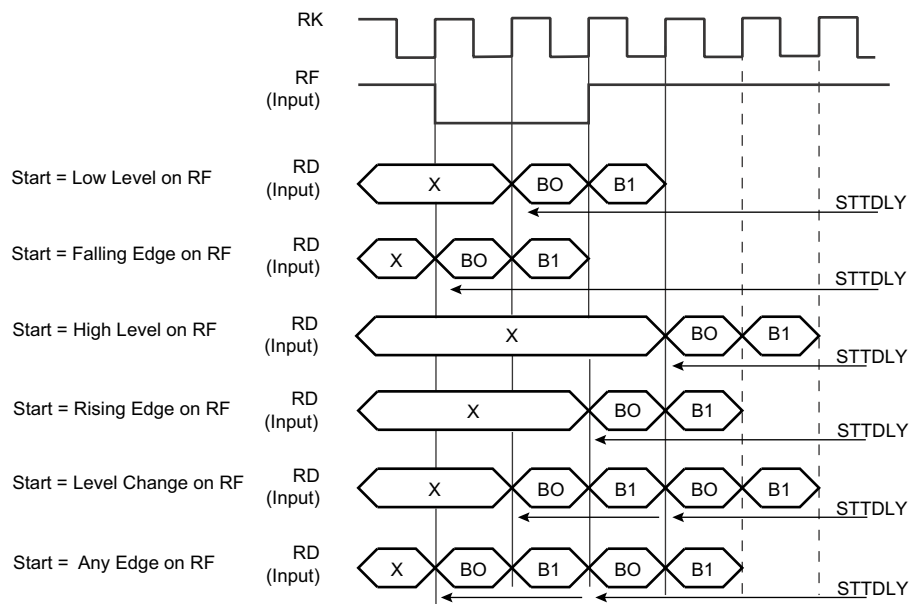 RK
RF
(Input)
Start = Low Level on RF
RD
(Input)
X
BO
B1
STTDLY
Start = Falling Edge on RF
RD
(Input)
X
BO
B1
STTDLY
Start = High Level on RF
RD
(Input)
X
BO
B1
STTDLY
Start = Rising Edge on RF
RD
(Input)
X
BO
B1
STTDLY
Start = Level Change on RF
RD
(Input)
X
BO
B1
BO
B1
STTDLY
Start = Any Edge on RF
RD
(Input)
X
BO
B1
BO
B1
STTDLY